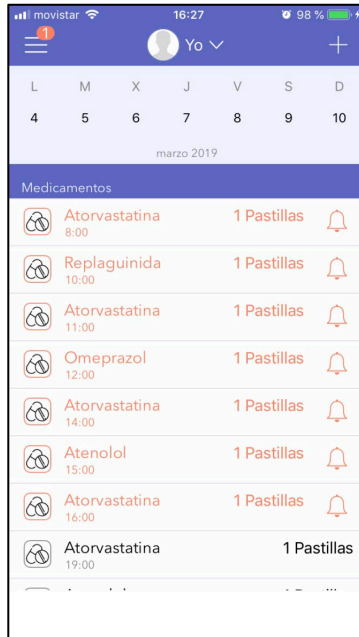 movistar 16:27 98 %
1
Yo
L M X J V S D
4 5 6 7 8 9 10
marzo 2019
Medicamentos
Atorvastatina 1 Pastillas
8:00
Replaguinida 1 Pastillas
10:00
Atorvastatina 1 Pastillas
11:00
Omeprazol 1 Pastillas
12:00
Atorvastatina 1 Pastillas
14:00
Atenolol 1 Pastillas
15:00
Atorvastatina 1 Pastillas
16:00
Atorvastatina 1 Pastillas
19:00